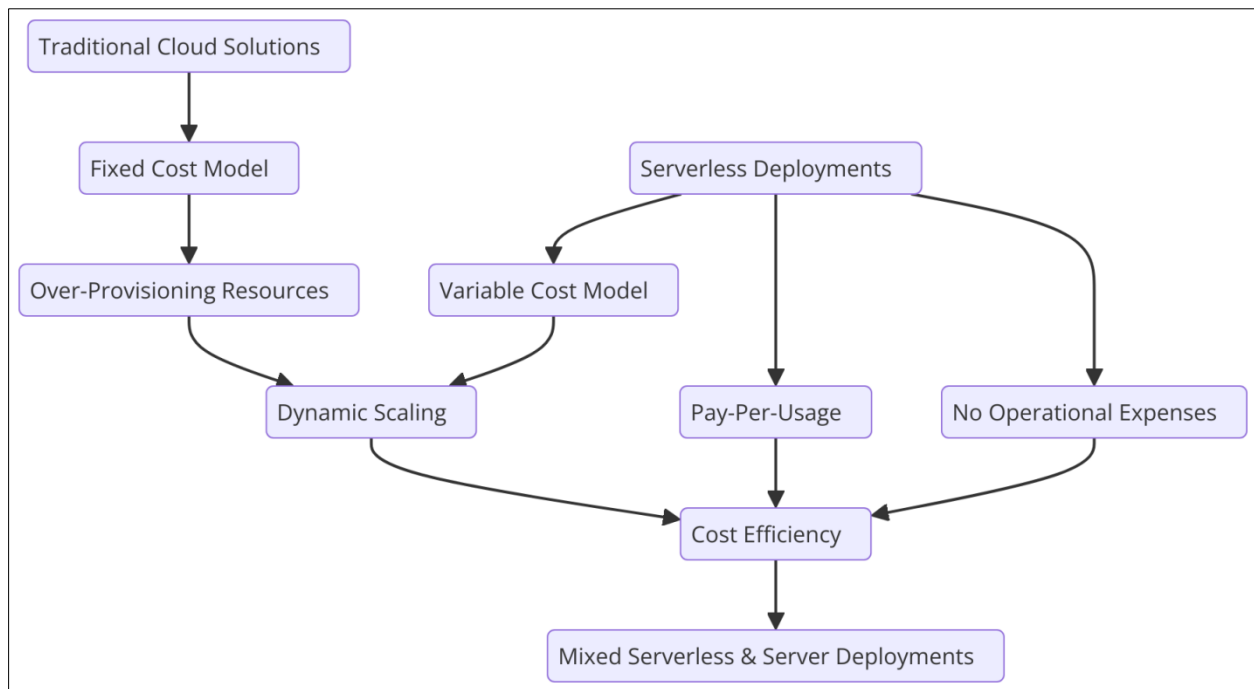 Traditional Cloud Solutions
Fixed Cost Model
Serverless Deployments
Over-Provisioning Resources
Variable Cost Model
Dynamic Scaling
Pay-Per-Usage
No Operational Expenses
Cost Efficiency
Mixed Serverless & Server Deployments